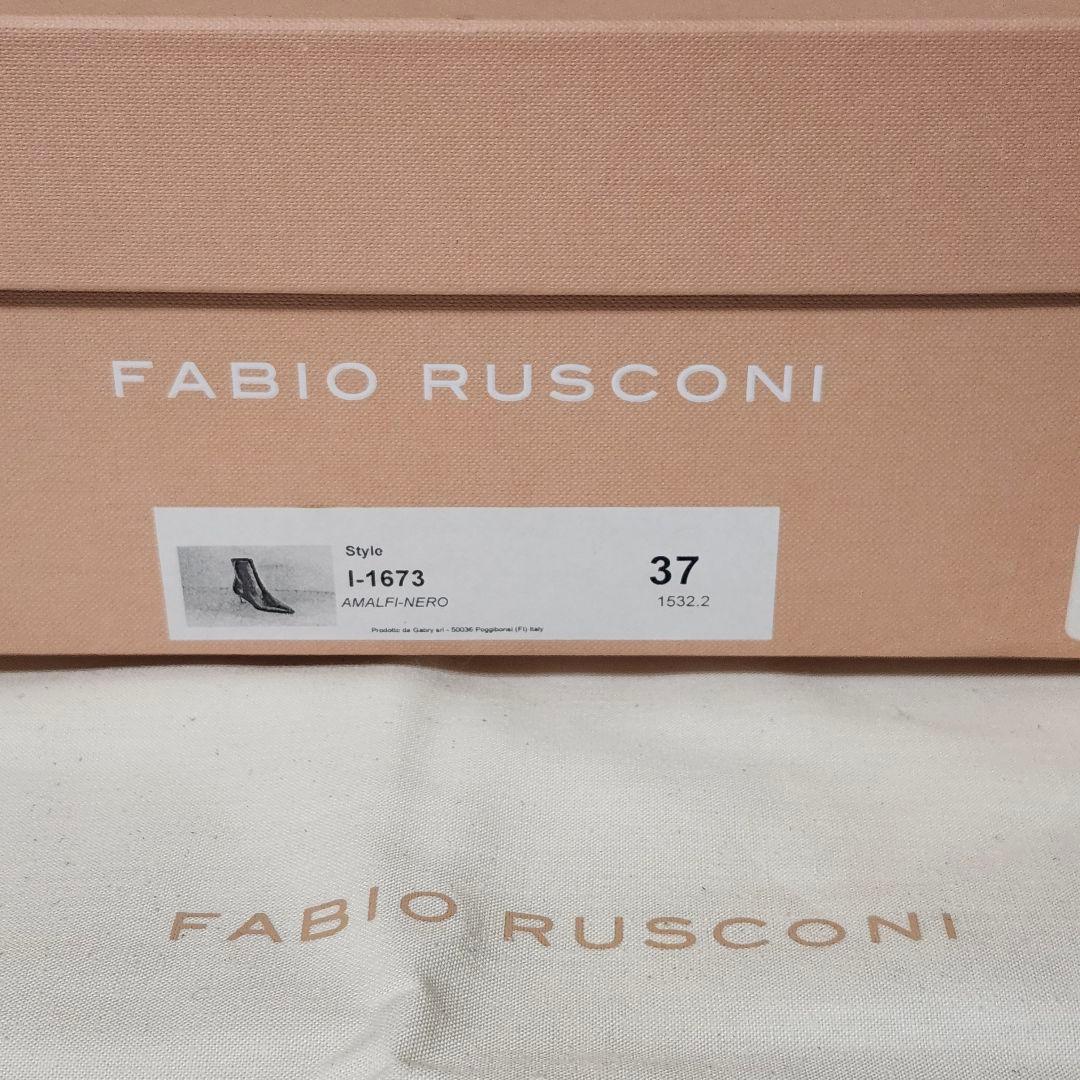 FABIO RUSCONI
Style
I-1673
37
AMALFI-NERO
1532.2
Prodotto da Gabry srl - 50036 Poggibonsi (FI) Italy
FABIO RUSCONI